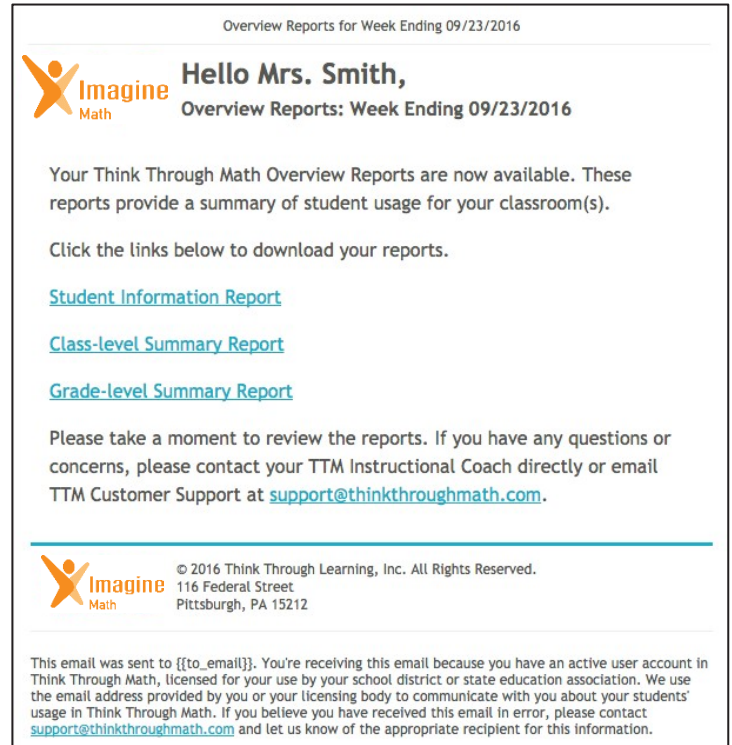 Overview Reports for Week Ending 09/23/2016
Imagine
Math
Hello Mrs. Smith,
Overview Reports: Week Ending 09/23/2016
Your Think Through Math Overview Reports are now available. These
reports provide a summary of student usage for your classroom(s).
Click the links below to download your reports.
Student Information Report
Class-level Summary Report
Grade-level Summary Report
Please take a moment to review the reports. If you have any questions or
concerns, please contact your TTM Instructional Coach directly or email
TTM Customer Support at support@thinkthroughmath.com.
Imagine
Math
© 2016 Think Through Learning, Inc. All Rights Reserved.
116 Federal Street
Pittsburgh, PA 15212
This email was sent to {{to_email}}. You're receiving this email because you have an active user account in
Think Through Math, licensed for your use by your school district or state education association. We use
the email address provided by you or your licensing body to communicate with you about your students'
usage in Think Through Math. If you believe you have received this email in error, please contact
support@thinkthroughmath.com and let us know of the appropriate recipient for this information.